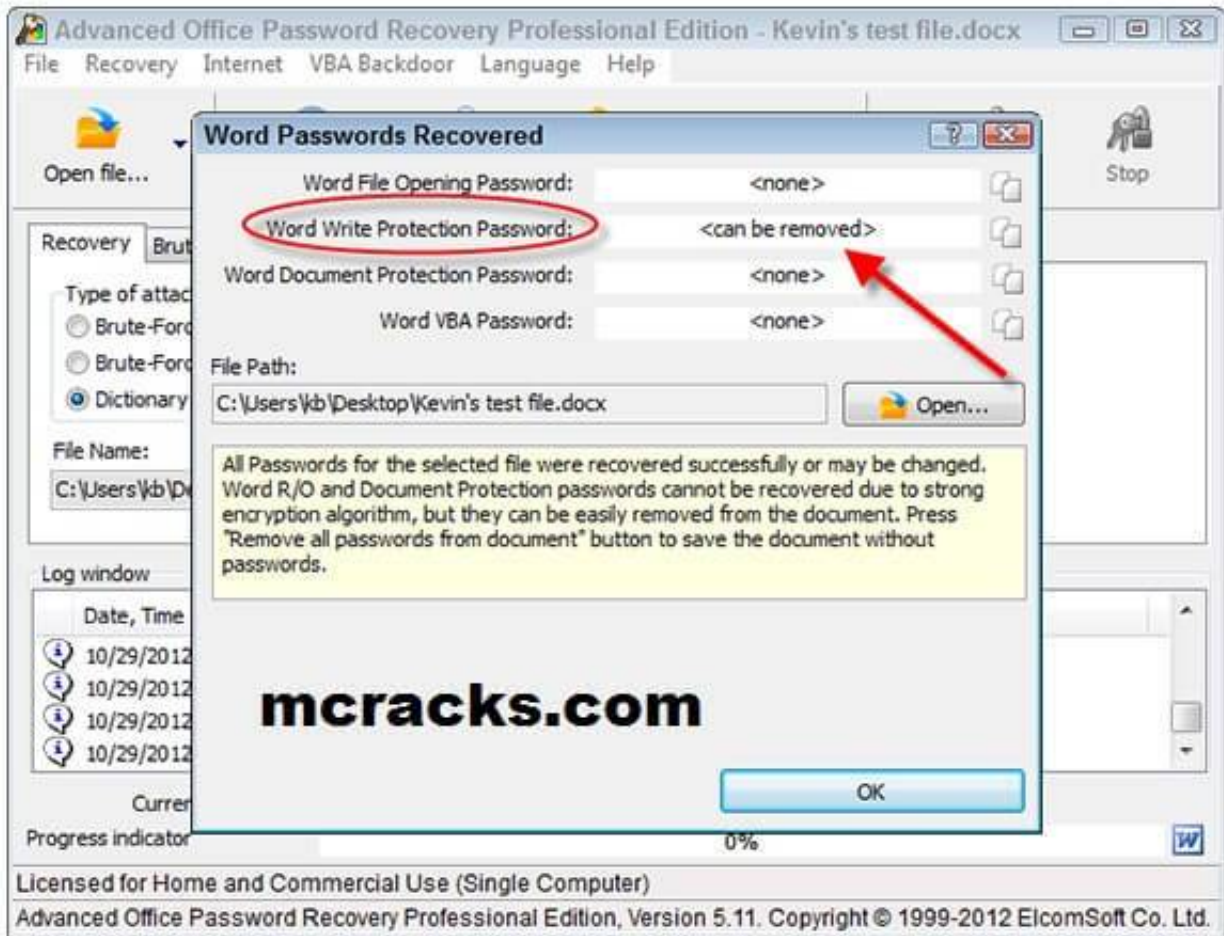 Advanced Office Password Recovery Professional Edition - Kevin's test file.docx
File Recovery Internet VBA Backdoor Language Help
Open file...
Stop
Word Passwords Recovered
Word File Opening Password: <none>
Word Write Protection Password: <can be removed>
Word Document Protection Password: <none>
Word VBA Password: <none>
File Path:
C:\Users\kb\Desktop\Kevin's test file.docx
Open...
All Passwords for the selected file were recovered successfully or may be changed.
Word R/O and Document Protection passwords cannot be recovered due to strong
encryption algorithm, but they can be easily removed from the document. Press
"Remove all passwords from document" button to save the document without
passwords.
mcracks.com
OK
Recovery
Type of
Dictionary
File Name:
Log window
Date, Time
10/29/2012
10/29/2012
10/29/2012
10/29/2012
Progress indicator
0%
Licensed for Home and Commercial Use (Single Computer)
Advanced Office Password Recovery Professional Edition, Version 5.11. Copyright © 1999-2012 ElcomSoft Co. Ltd.